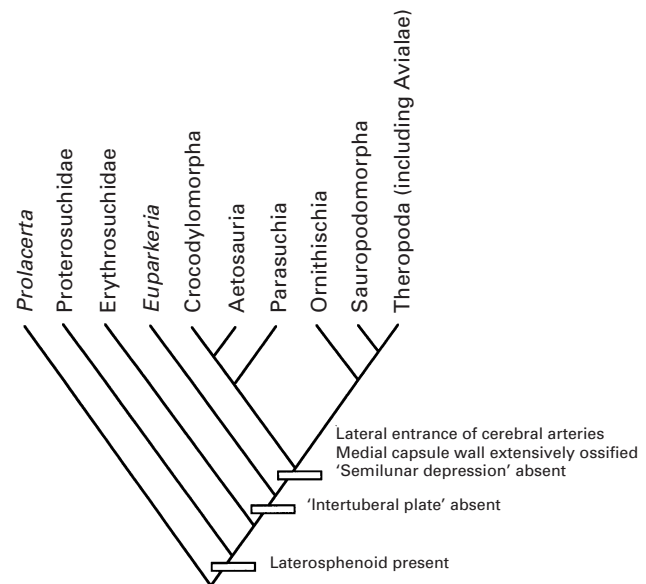 Prolacerta
Proterosuchidae
Erythrosuchidae
Euparkeria
Crocodylomorpha
Aetosauria
Parasuchia
Ornithischia
Sauropodomorpha
Theropoda (including Avialae)
Lateral entrance of cerebral arteries
Medial capsule wall extensively ossified
‘Semilunar depression’ absent
‘Intertuberal plate’ absent
Laterosphenoid present